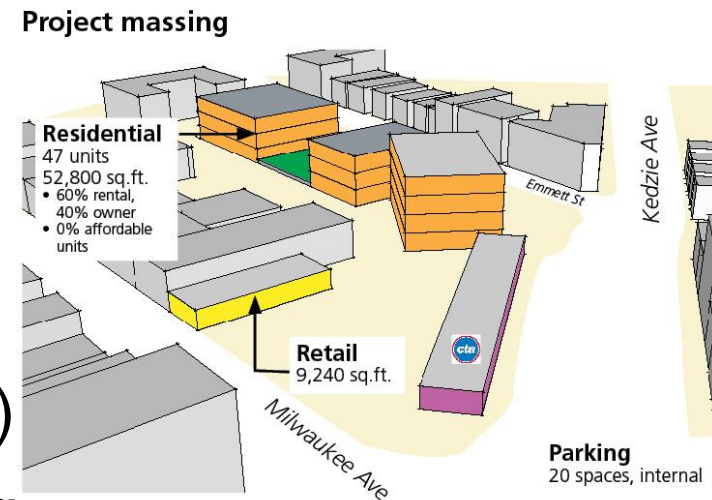 Project massing
Residential
47 units
52,800 sq.ft.
• 60% rental,
40% owner
• 0% affordable
units
Emmett St
Kedzie Ave
cta
Retail
9,240 sq.ft.
Milwaukee Ave
Parking
20 spaces, internal
)